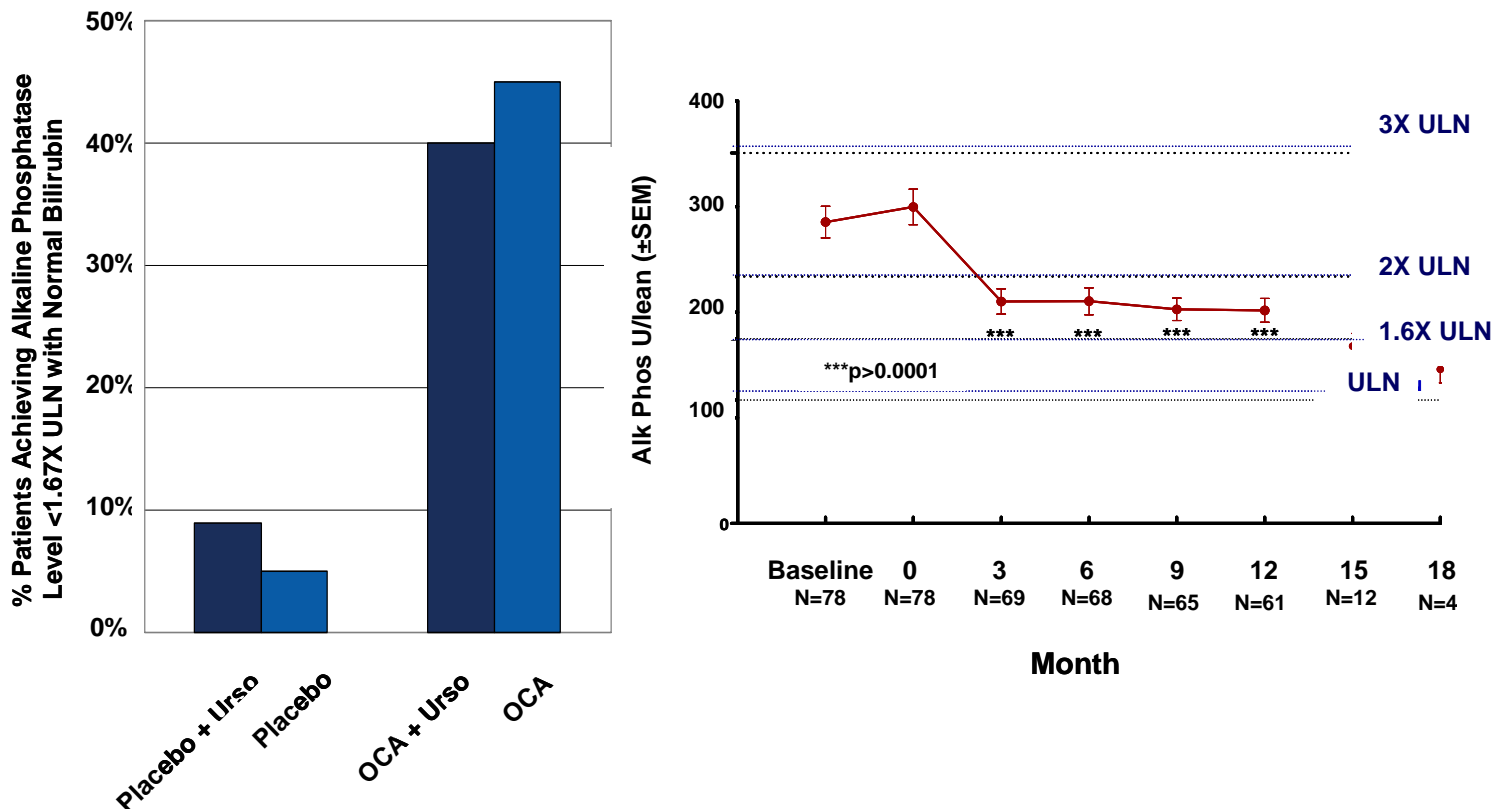 % Patients Achieving Alkaline Phosphatase
Level <1.67X ULN with Normal Bilirubin
50%
40%
30%
20%
10%
0%
Placebo + Urso
Placebo
OCA + Urso
OCA
Alk Phos U/lean (±SEM)
400
300
200
100
0
3X ULN
2X ULN
1.6X ULN
ULN
*** *** *** ***
***p>0.0001
Baseline 0 3 6 9 12 15 18
N=78 N=78 N=69 N=68 N=65 N=61 N=12 N=4
Month